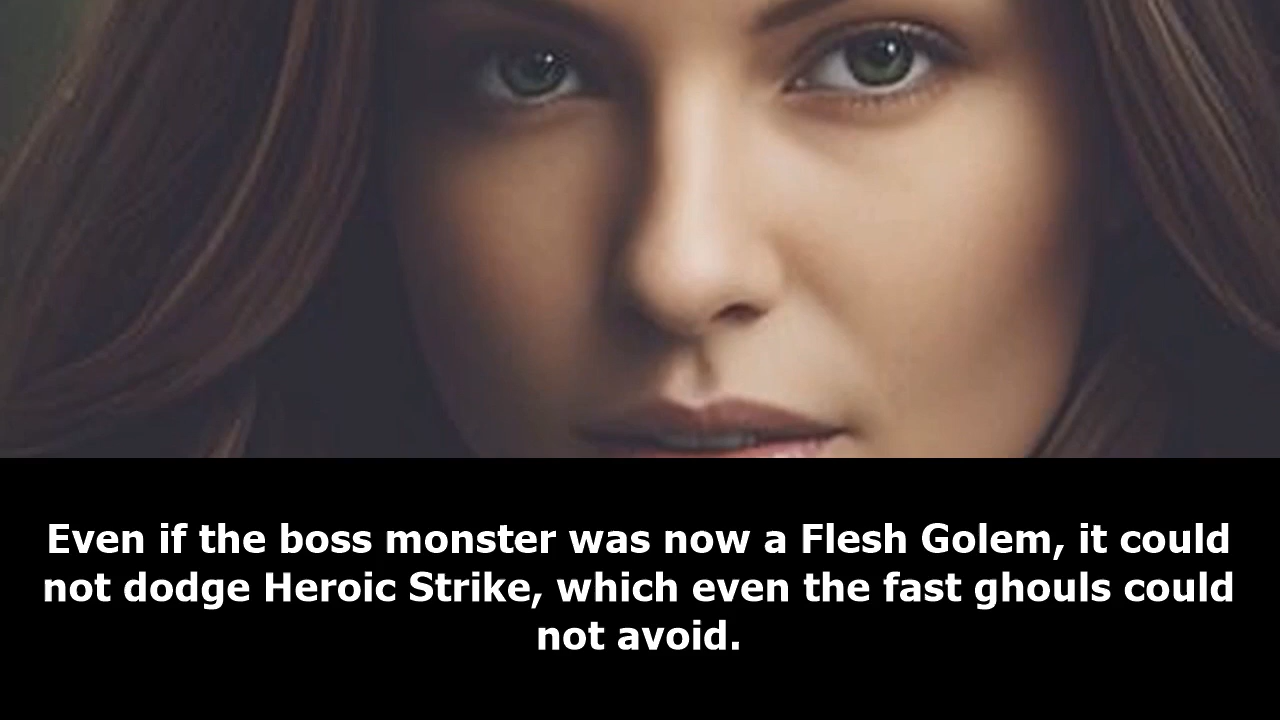 Even if the boss monster was now a Flesh Golem, it could
not dodge Heroic Strike, which even the fast ghouls could
not avoid.